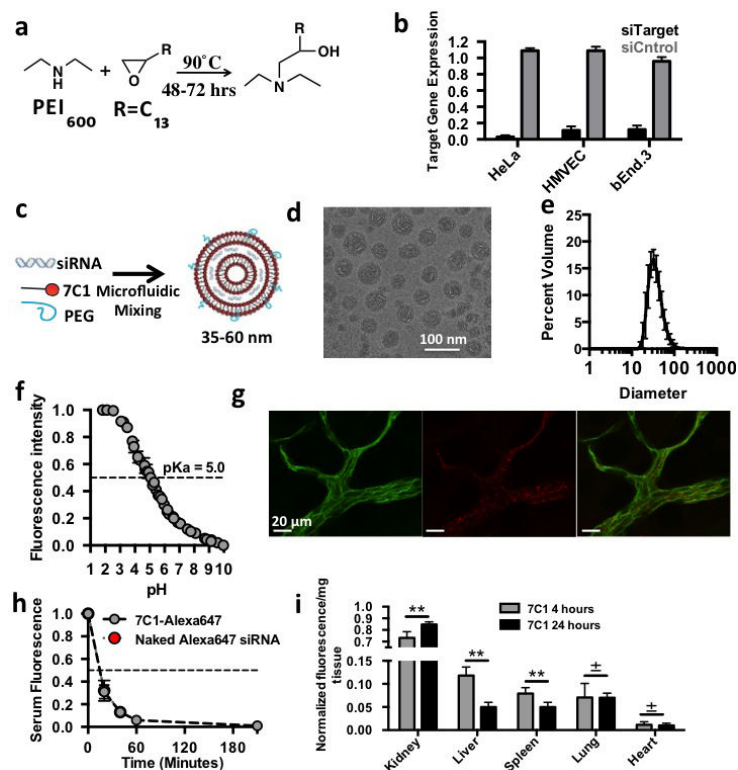 a
PEI600
+
R
O
R=C13
90°C
48-72 hrs
R
OH
N
N
H
b
siTarget
siCntrol
Target Gene Expression
1.2
1.0
0.8
0.6
0.4
0.2
0.0
HeLa
HMVEC
bEnd.3
c
siRNA
7C1
PEG
Microfluidic
Mixing
35-60 nm
d
100 nm
e
Percent Volume
25
20
15
10
5
0
1 10 100 1000
Diameter
f
Fluorescence intensity
1.0
0.8
0.6
0.4
0.2
0.0
pKa = 5.0
1 2 3 4 5 6 7 8 9 10
pH
g
20 µm
h
Serum Fluorescence
1.0
0.8
0.6
0.4
0.2
0.0
7C1-Alexa647
Naked Alexa647 siRNA
0 60 120 180
Time (Minutes)
i
Normalized fluorescence/mg
tissue
1.0
0.9
0.8
0.7
0.15
0.10
0.05
0.00
7C1 4 hours
7C1 24 hours
** ** ** ± ±
Kidney
Liver
Spleen
Lung
Heart